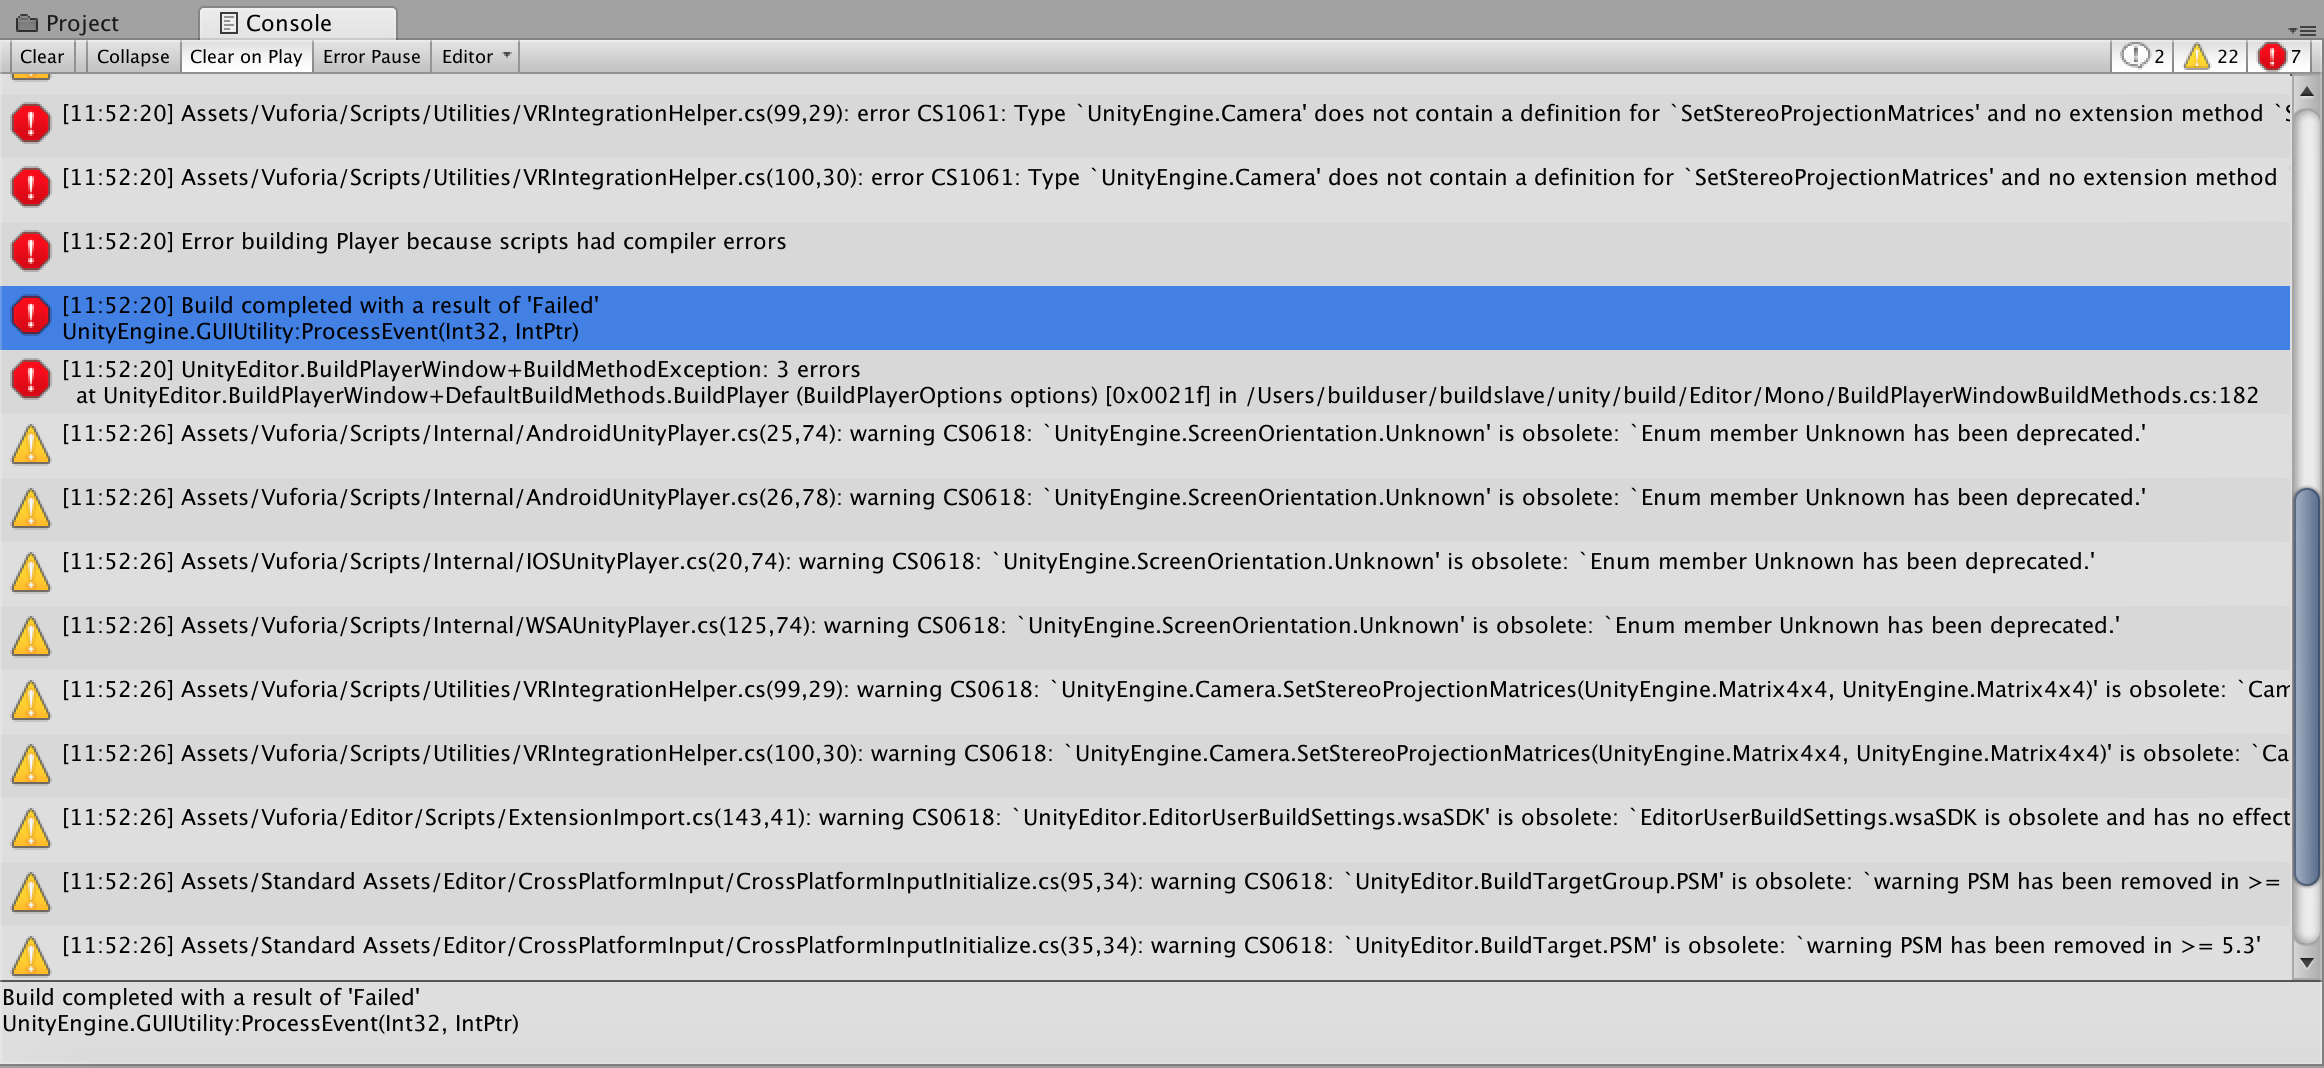 Project
Console
Clear
Collapse
Clear on Play
Error Pause
Editor
2
22
7
[11:52:20] Assets/Vuforia/Scripts/Utilities/VRIntegrationHelper.cs(99,29): error CS1061: Type `UnityEngine.Camera' does not contain a definition for `SetStereoProjectionMatrices' and no extension method `S
[11:52:20] Assets/Vuforia/Scripts/Utilities/VRIntegrationHelper.cs(100,30): error CS1061: Type `UnityEngine.Camera' does not contain a definition for `SetStereoProjectionMatrices' and no extension method
[11:52:20] Error building Player because scripts had compiler errors
[11:52:20] Build completed with a result of 'Failed'
UnityEngine.GUIUtility:ProcessEvent(Int32, IntPtr)
[11:52:20] UnityEditor.BuildPlayerWindow+BuildMethodException: 3 errors
at UnityEditor.BuildPlayerWindow+DefaultBuildMethods.BuildPlayer (BuildPlayerOptions options) [0x0021f] in /Users/builduser/buildslave/unity/build/Editor/Mono/BuildPlayerWindowBuildMethods.cs:182
[11:52:26] Assets/Vuforia/Scripts/Internal/AndroidUnityPlayer.cs(25,74): warning CS0618: `UnityEngine.ScreenOrientation.Unknown' is obsolete: `Enum member Unknown has been deprecated.'
[11:52:26] Assets/Vuforia/Scripts/Internal/AndroidUnityPlayer.cs(26,78): warning CS0618: `UnityEngine.ScreenOrientation.Unknown' is obsolete: `Enum member Unknown has been deprecated.'
[11:52:26] Assets/Vuforia/Scripts/Internal/IOSUnityPlayer.cs(20,74): warning CS0618: `UnityEngine.ScreenOrientation.Unknown' is obsolete: `Enum member Unknown has been deprecated.'
[11:52:26] Assets/Vuforia/Scripts/Internal/WSAUnityPlayer.cs(125,74): warning CS0618: `UnityEngine.ScreenOrientation.Unknown' is obsolete: `Enum member Unknown has been deprecated.'
[11:52:26] Assets/Vuforia/Scripts/Utilities/VRIntegrationHelper.cs(99,29): warning CS0618: `UnityEngine.Camera.SetStereoProjectionMatrices(UnityEngine.Matrix4x4, UnityEngine.Matrix4x4)' is obsolete: `Cam
[11:52:26] Assets/Vuforia/Scripts/Utilities/VRIntegrationHelper.cs(100,30): warning CS0618: `UnityEngine.Camera.SetStereoProjectionMatrices(UnityEngine.Matrix4x4, UnityEngine.Matrix4x4)' is obsolete: `Ca
[11:52:26] Assets/Vuforia/Editor/Scripts/ExtensionImport.cs(143,41): warning CS0618: `UnityEditor.EditorUserBuildSettings.wsaSDK' is obsolete: `EditorUserBuildSettings.wsaSDK is obsolete and has no effect
[11:52:26] Assets/Standard Assets/Editor/CrossPlatformInput/CrossPlatformInputInitialize.cs(95,34): warning CS0618: `UnityEditor.BuildTargetGroup.PSM' is obsolete: `warning PSM has been removed in >=
[11:52:26] Assets/Standard Assets/Editor/CrossPlatformInput/CrossPlatformInputInitialize.cs(35,34): warning CS0618: `UnityEditor.BuildTarget.PSM' is obsolete: `warning PSM has been removed in >= 5.3'
Build completed with a result of 'Failed'
UnityEngine.GUIUtility:ProcessEvent(Int32, IntPtr)